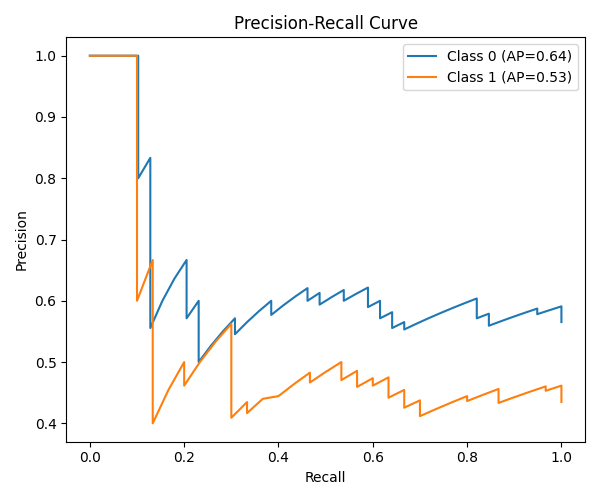 Precision-Recall Curve
Class 0 (AP=0.64)
Class 1 (AP=0.53)
Precision
1.0
0.9
0.8
0.7
0.6
0.5
0.4
0.0 0.2 0.4 0.6 0.8 1.0
Recall